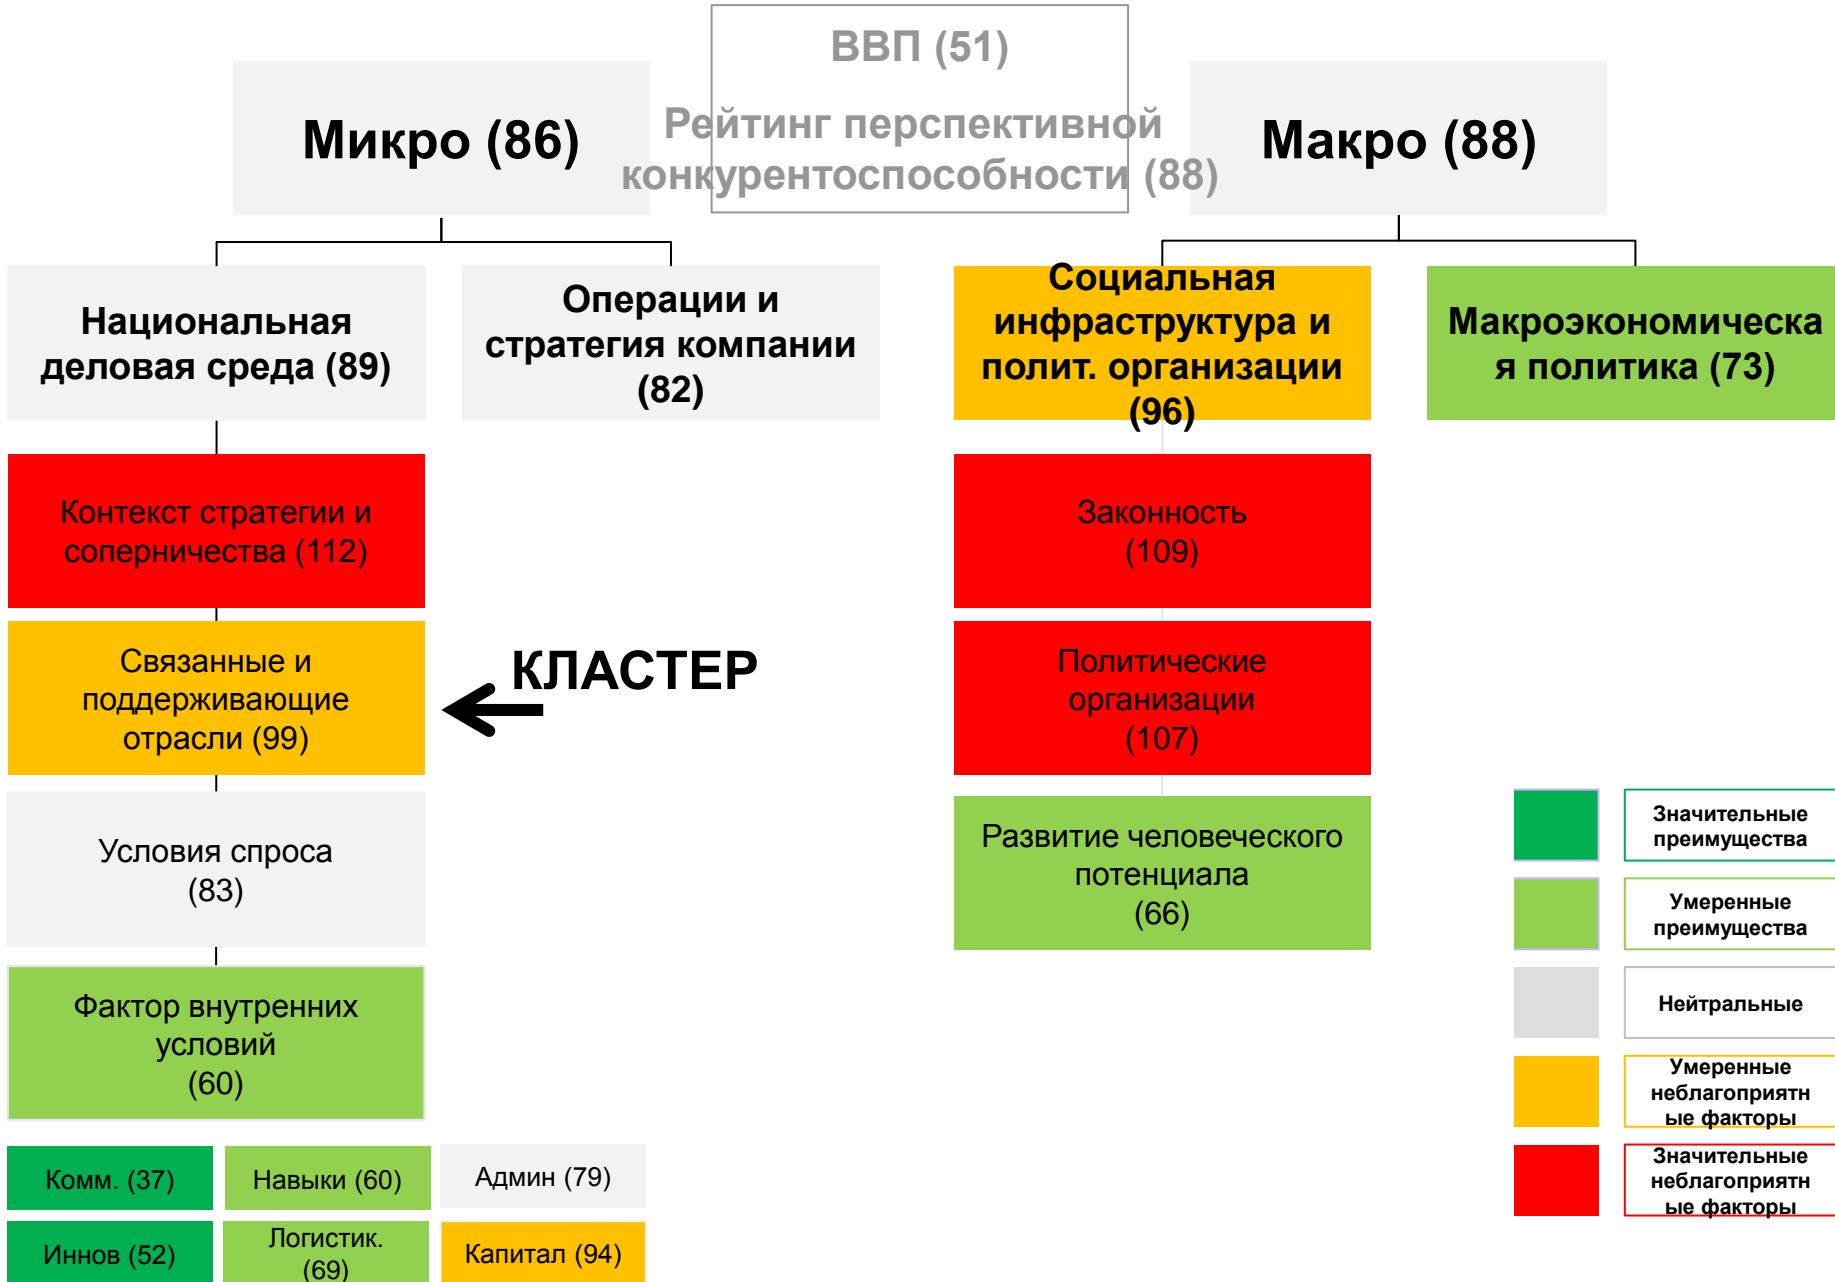 ВВП (51)
Рейтинг перспективной
конкурентоспособности (88)
Микро (86)
Макро (88)
Национальная
деловая среда (89)
Операции и
стратегия компании
(82)
Социальная
инфраструктура и
полит. организации
(96)
Макроэкономическа
я политика (73)
Контекст стратегии и
соперничества (112)
Законность
(109)
Связанные и
поддерживающие
отрасли (99)
КЛАСТЕР
Политические
организации
(107)
Условия спроса
(83)
Развитие человеческого
потенциала
(66)
Фактор внутренних
условий
(60)
Комм. (37)
Навыки (60)
Админ (79)
Иннов (52)
Логистик.
(69)
Капитал (94)
Значительные
преимущества
Умеренные
преимущества
Нейтральные
Умеренные
неблагоприятн
ые факторы
Значительные
неблагоприятн
ые факторы